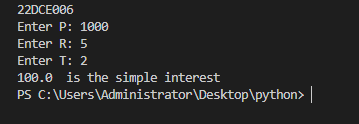 22DCE006
Enter P: 1000
Enter R: 5
Enter T: 2
100.0  is the simple interest
PS C:\Users\Administrator\Desktop\python>